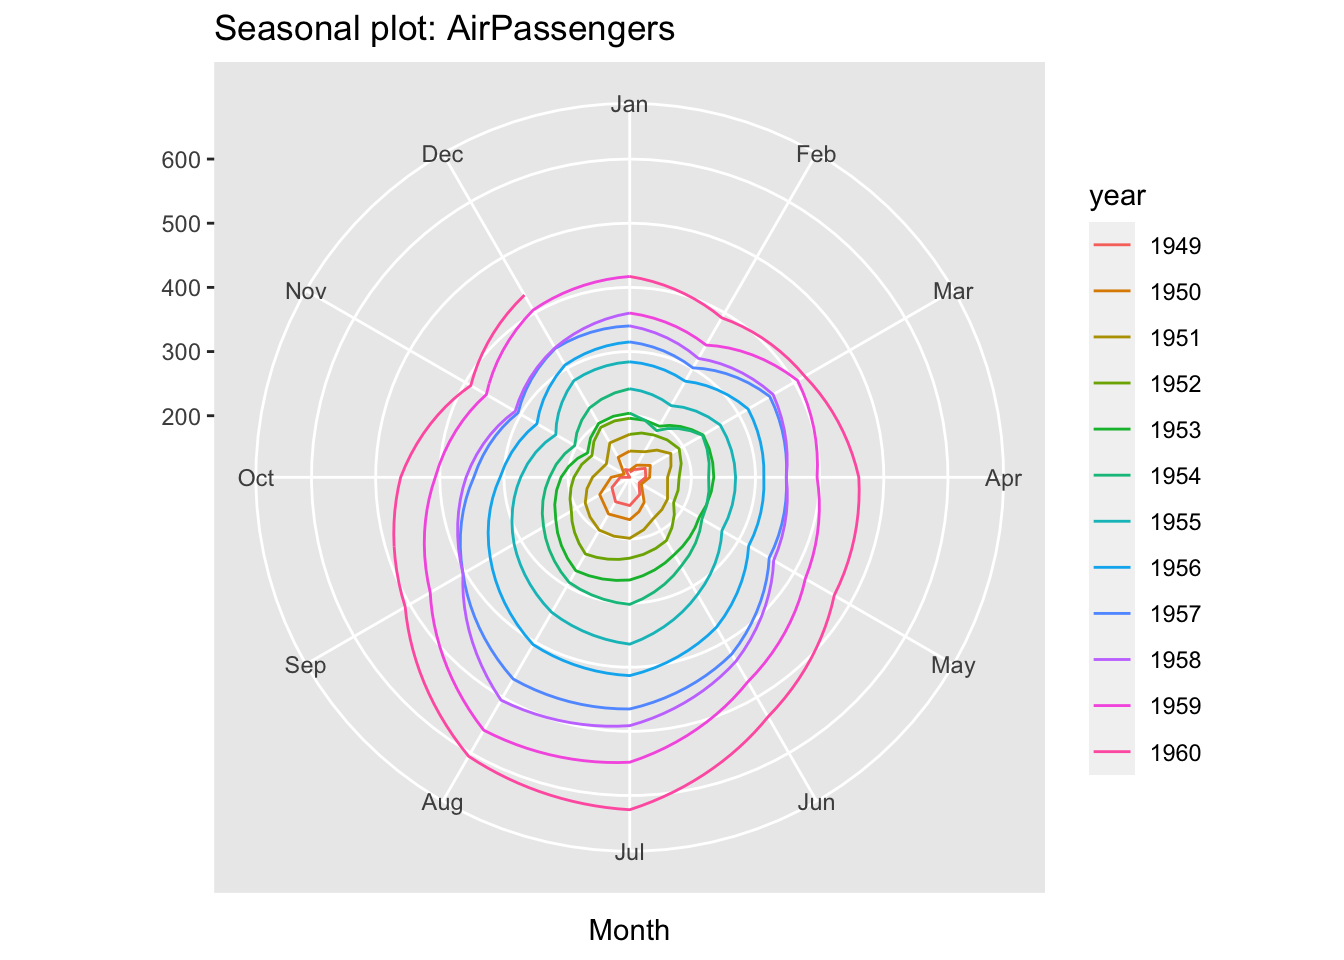 Seasonal plot: AirPassengers
Jan
Dec
Feb
600
500
400
300
200
Nov
Mar
Oct
Apr
Sep
May
Aug
Jun
Jul
Month
year
1949
1950
1951
1952
1953
1954
1955
1956
1957
1958
1959
1960